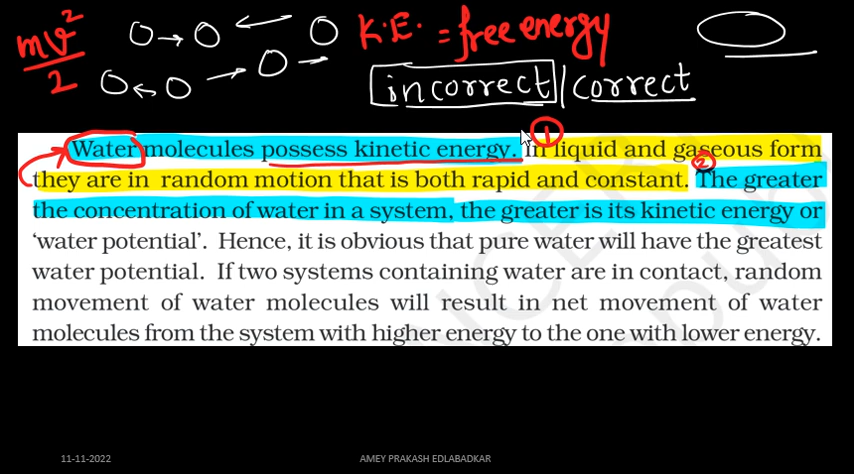 mv²/2 K.E. = free energy
incorrect/correct
① ②
Water molecules possess kinetic energy. In liquid and gaseous form
they are in random motion that is both rapid and constant. The greater
the concentration of water in a system, the greater is its kinetic energy or
‘water potential’. Hence, it is obvious that pure water will have the greatest
water potential. If two systems containing water are in contact, random
movement of water molecules will result in net movement of water
molecules from the system with higher energy to the one with lower energy.
11-11-2022 AMEY PRAKASH EDLABADKAR